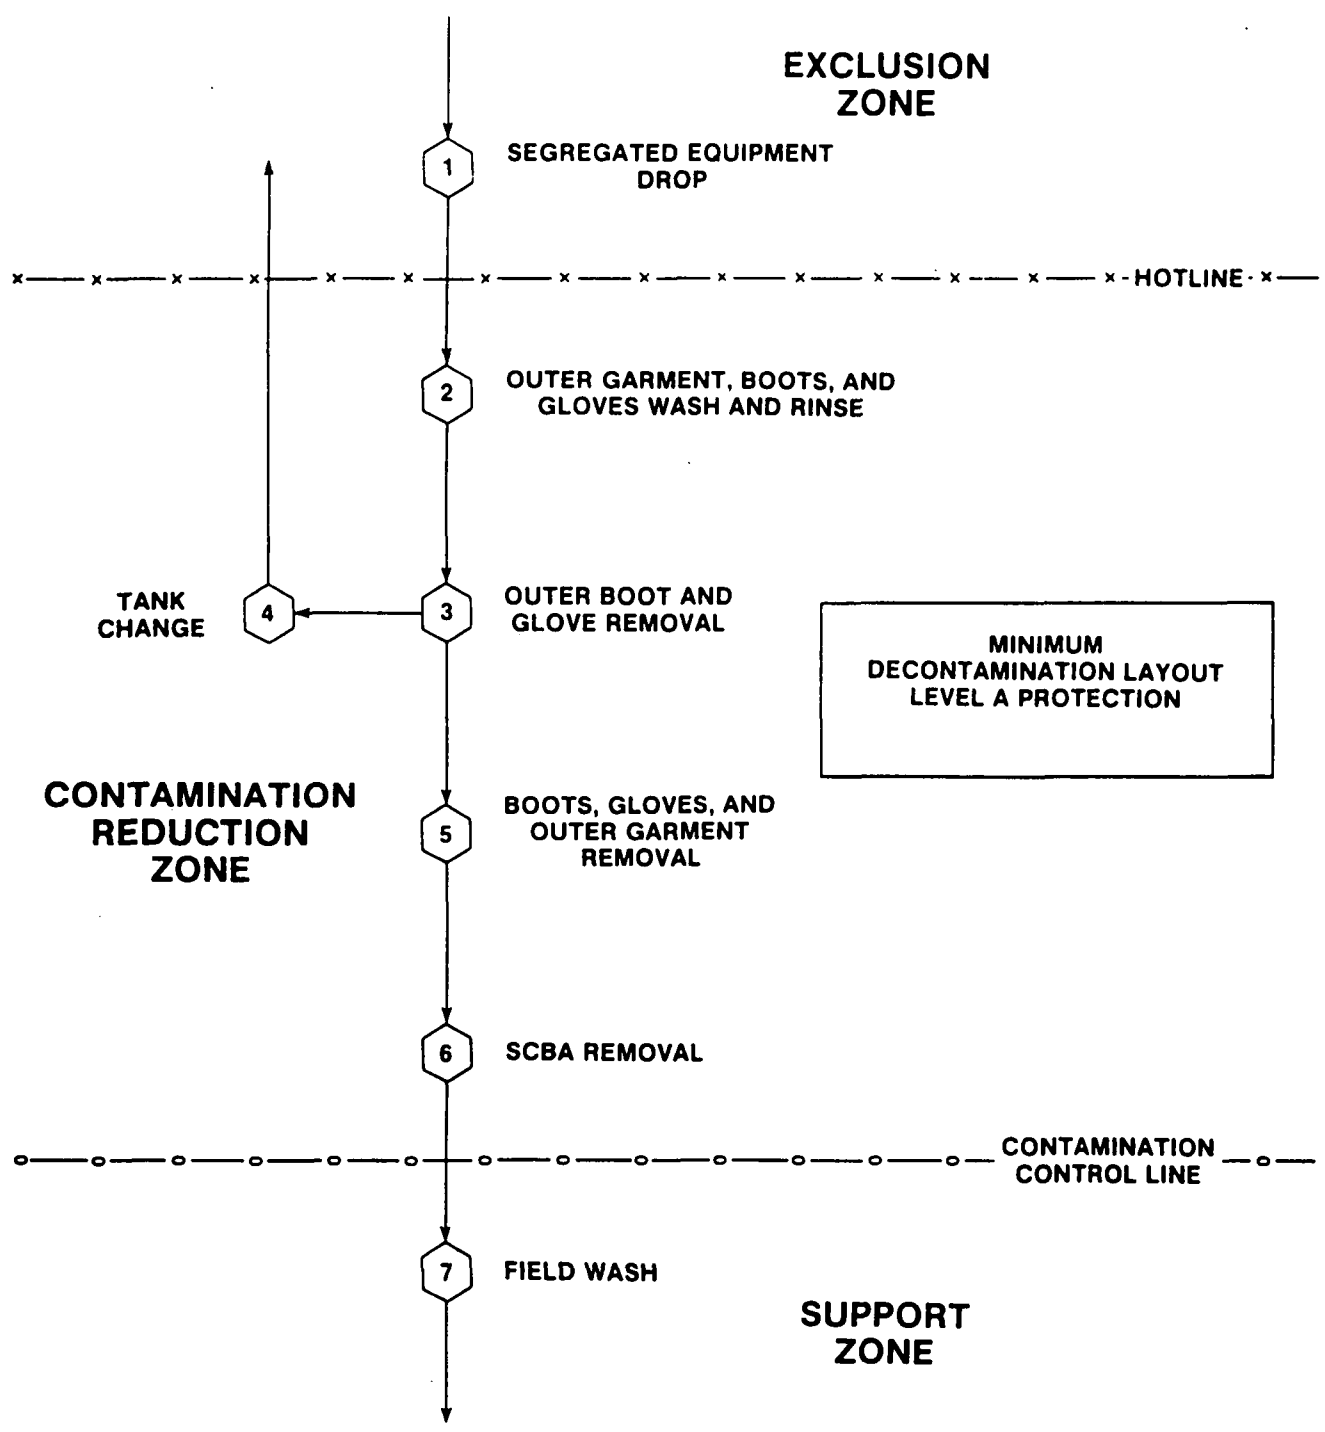 EXCLUSION
ZONE
1
SEGREGATED EQUIPMENT
DROP
HOTLINE
2
OUTER GARMENT, BOOTS, AND
GLOVES WASH AND RINSE
TANK
CHANGE
4
3
OUTER BOOT AND
GLOVE REMOVAL
MINIMUM
DECONTAMINATION LAYOUT
LEVEL A PROTECTION
CONTAMINATION
REDUCTION
ZONE
5
BOOTS, GLOVES, AND
OUTER GARMENT
REMOVAL
6
SCBA REMOVAL
CONTAMINATION
CONTROL LINE
7
FIELD WASH
SUPPORT
ZONE